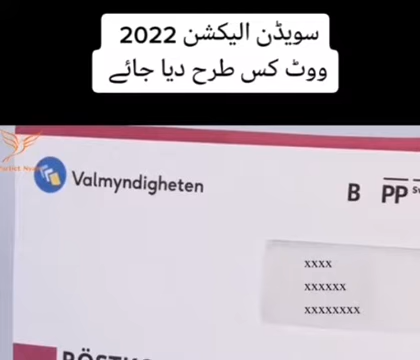 سویڈن الیکشن 2022
ووٹ کس طرح دیا جائے
Valmyndigheten
B PP
xxxx
xxxxxx
xxxxxxxx